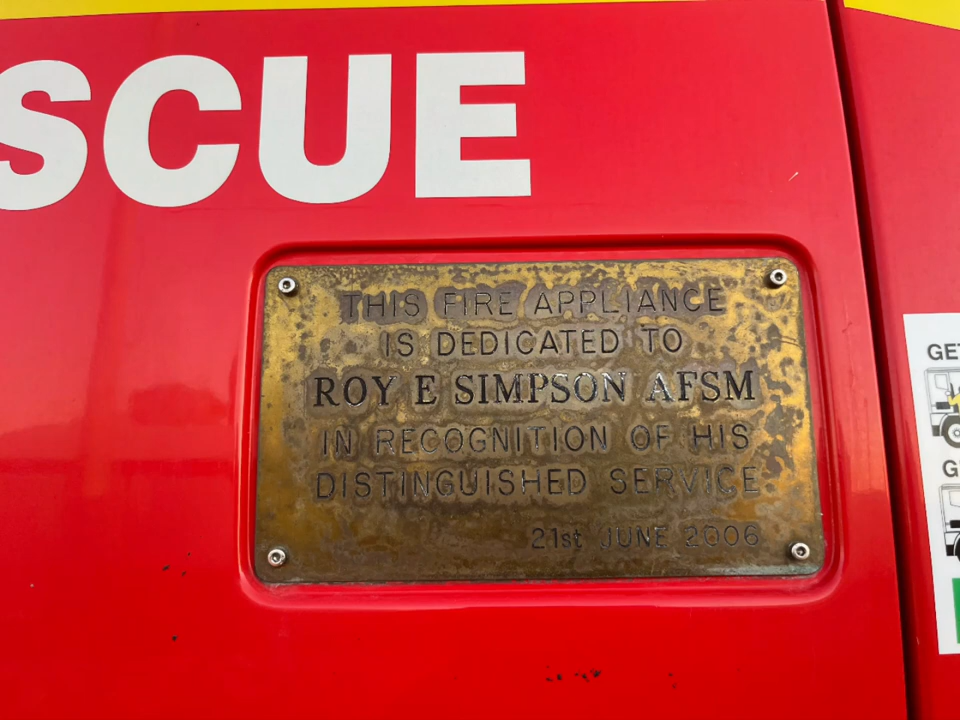 SCUE
THIS FIRE APPLIANCE
IS DEDICATED TO
ROY E SIMPSON AFSM
IN RECOGNITION OF HIS
DISTINGUISHED SERVICE
21st JUNE 2006